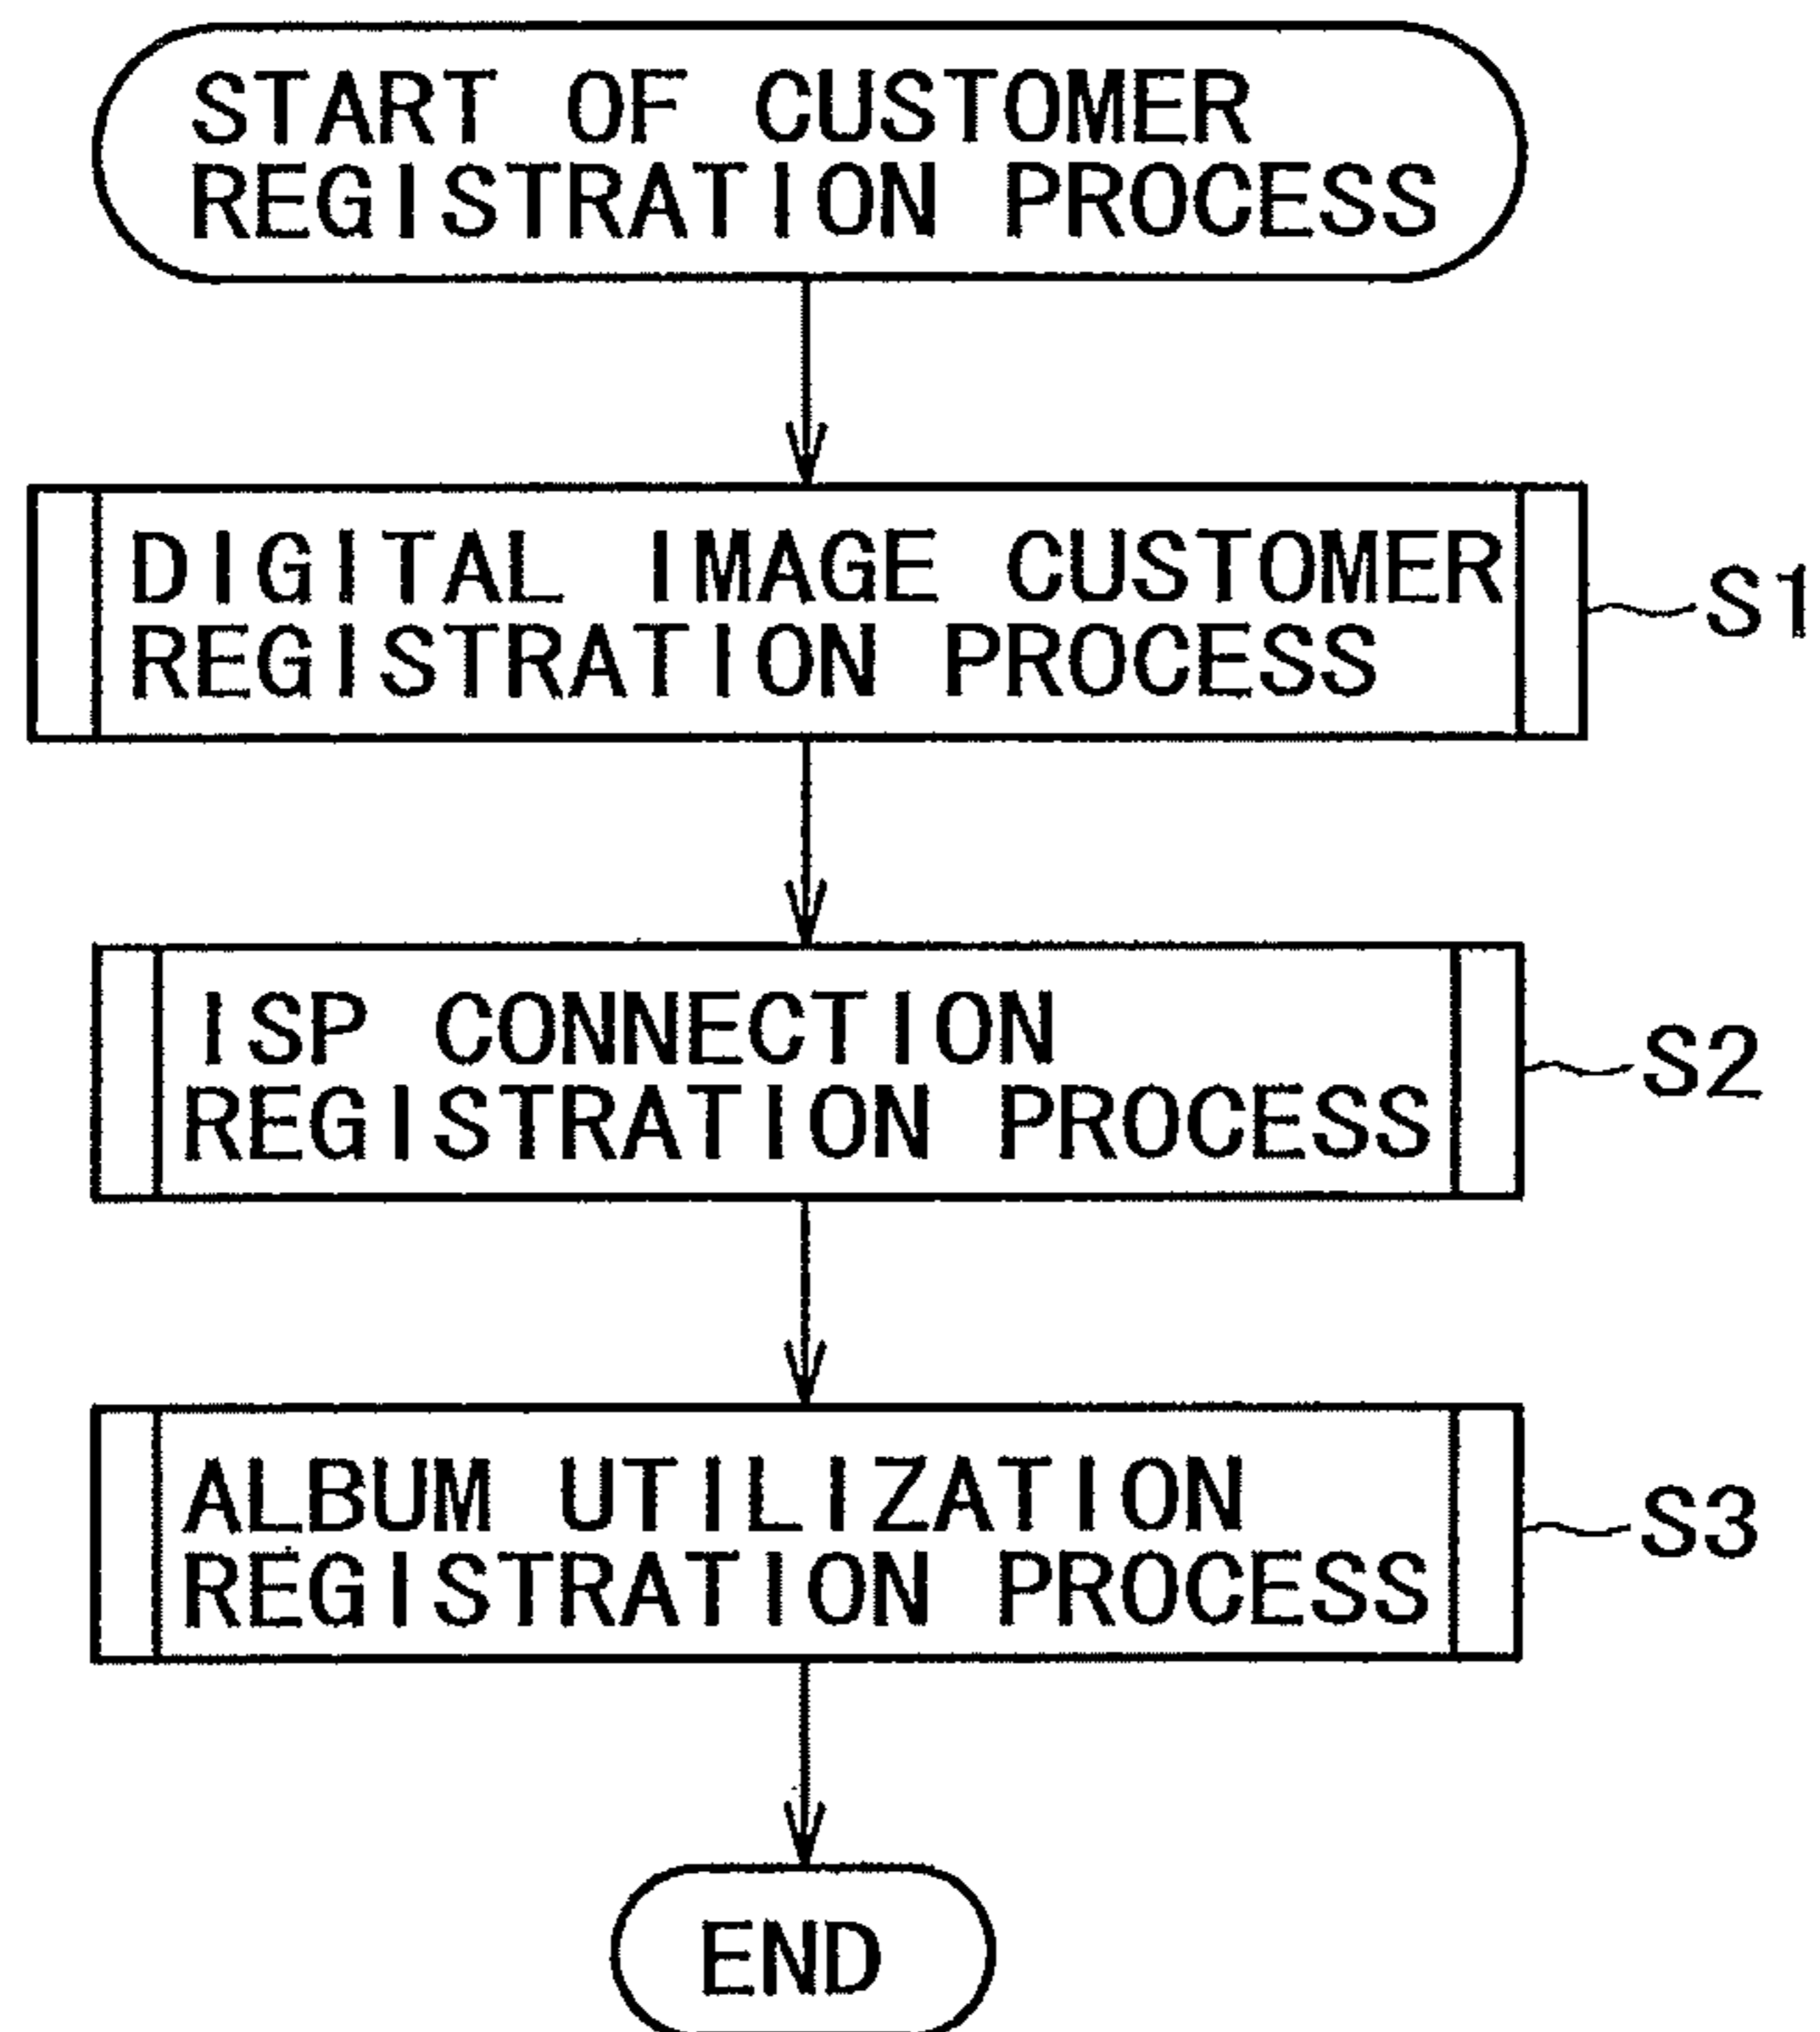 START OF CUSTOMER
REGISTRATION PROCESS
DIGITAL IMAGE CUSTOMER
REGISTRATION PROCESS
S1
ISP CONNECTION
REGISTRATION PROCESS
S2
ALBUM UTILIZATION
REGISTRATION PROCESS
S3
END